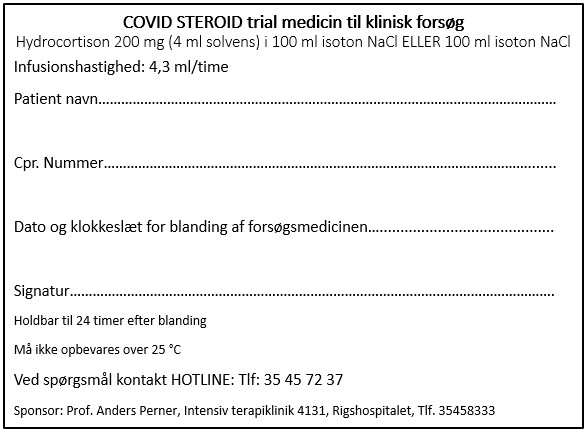 COVID STEROID trial medicin til klinisk forsøg
Hydrocortison 200 mg (4 ml solvens) i 100 ml isoton NaCl ELLER 100 ml isoton NaCl
Infusionshastighed: 4,3 ml/time
Patient navn……………………………………………………………………………………
Cpr. Nummer…………………………………………………………………………………......
Dato og klokkeslæt for blanding af forsøgsmedicinen……........................................
Signatur…………………………………………………………………………………………….
Holdbar til 24 timer efter blanding
Må ikke opbevares over 25 °C
Ved spørgsmål kontakt HOTLINE: Tlf: 35 45 72 37
Sponsor: Prof. Anders Perner, Intensiv terapiklinik 4131, Rigshospitalet, Tlf. 35458333